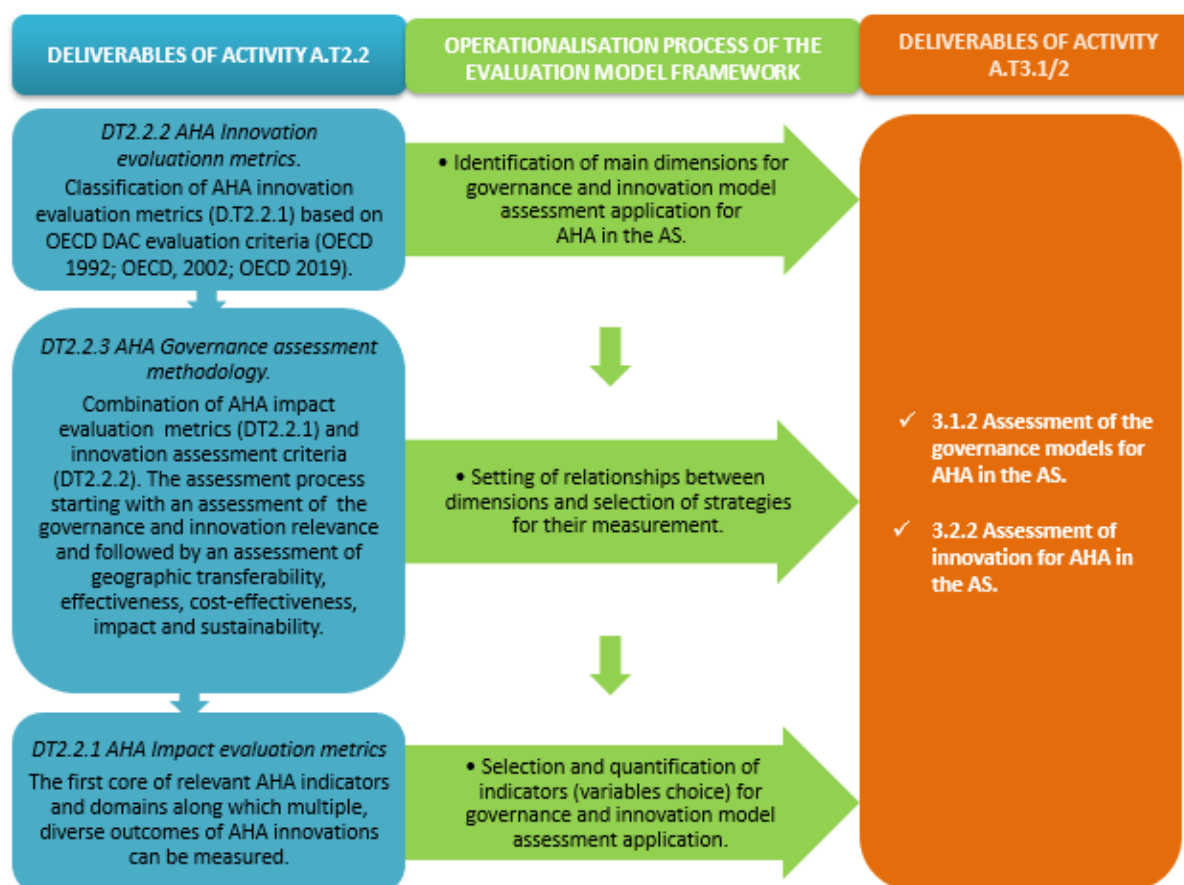 DELIVERABLES OF ACTIVITY A.T2.2
OPERATIONALISATION PROCESS OF THE
EVALUATION MODEL FRAMEWORK
DELIVERABLES OF ACTIVITY
A.T3.1/2
DT2.2.2 AHA Innovation
evaluationn metrics.
Classification of AHA innovation
evaluation metrics (D.T2.2.1) based on
OECD DAC evaluation criteria (OECD
1992; OECD, 2002; OECD 2019).
• Identification of main dimensions for
governance and innovation model
assessment application for
AHA in the AS.
DT2.2.3 AHA Governance assessment
methodology.
Combination of AHA impact
evaluation metrics (DT2.2.1) and
innovation assessment criteria
(DT2.2.2). The assessment process
starting with an assessment of the
governance and innovation relevance
and followed by an assessment of
geographic transferability,
effectiveness, cost-effectiveness,
impact and sustainability.
• Setting of relationships between
dimensions and selection of strategies
for their measurement.
DT2.2.1 AHA Impact evaluation metrics
The first core of relevant AHA indicators
and domains along which multiple,
diverse outcomes of AHA innovations
can be measured.
• Selection and quantification of
indicators (variables choice) for
governance and innovation model
assessment application.
✓ 3.1.2 Assessment of the
governance models for
AHA in the AS.
✓ 3.2.2 Assessment of
innovation for AHA in
the AS.